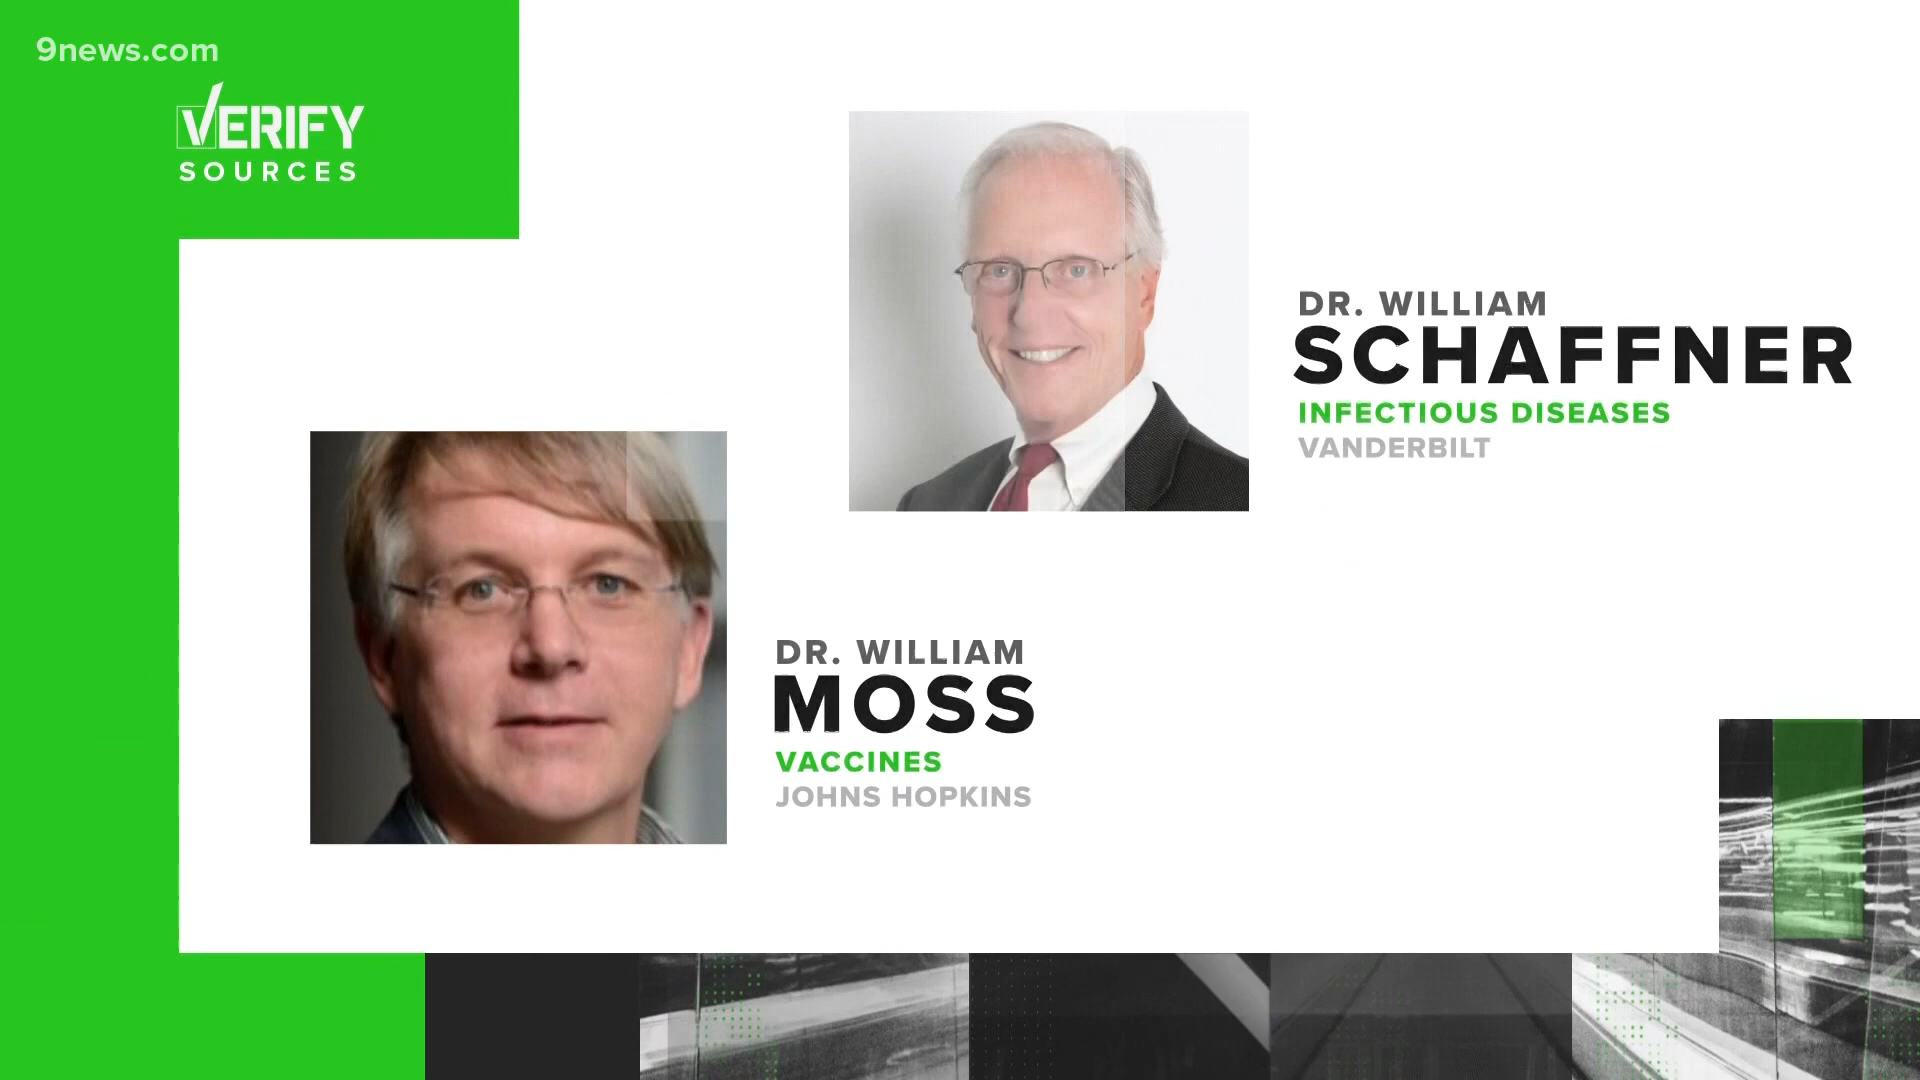 9news.com
VERIFY
SOURCES
DR. WILLIAM
SCHAFFNER
INFECTIOUS DISEASES
VANDERBILT
DR. WILLIAM
MOSS
VACCINES
JOHNS HOPKINS